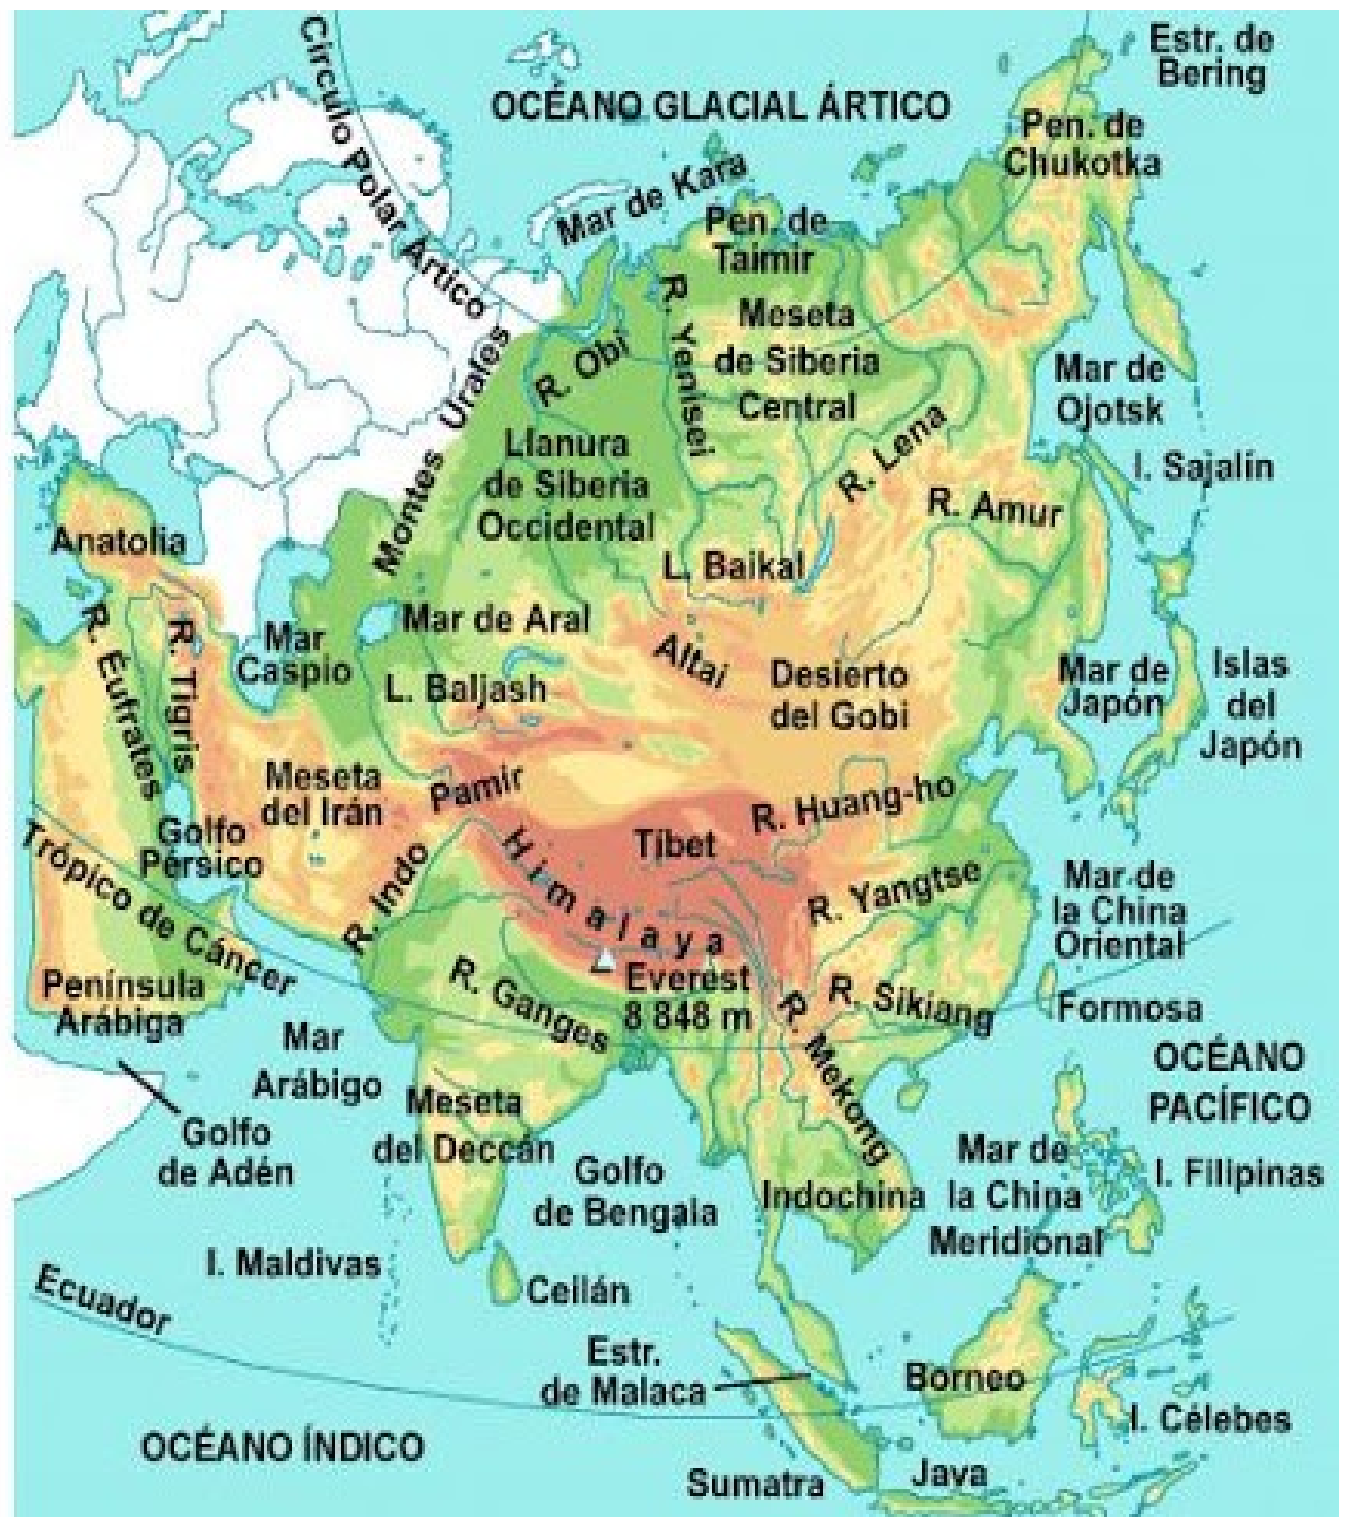 Estr. de
Bering
Círculo Polar Ártico
OCÉANO GLACIAL ÁRTICO
Pen. de
Chukotka
Mar de Kara
Pen. de
Taimir
R. Yenisei
Meseta
de Siberia
Central
R. Obi
Montes Urales
Mar de
Ojotsk
R. Lena
Llanura
de Siberia
Occidental
I. Sajalín
R. Amur
Anatolia
L. Baikal
Mar de Aral
Mar
Caspio
Altai
R. Éufrates
R. Tigris
L. Baljash
Desierto
del Gobi
Mar de
Japón
Islas
del
Japón
Meseta
del Irán
Pamir
R. Huang-ho
Golfo
Pérsico
Himalaya
Tíbet
Trópico de Cáncer
R. Indo
R. Yangtse
Mar de
la China
Oriental
Península
Arábiga
R. Ganges
Everest
8 848 m
R. Sikiang
Formosa
R. Mekong
Mar
Arábigo
OCÉANO
PACÍFICO
Meseta
del Deccán
Golfo
de Adén
Golfo
de Bengala
Indochina
Mar de
la China
Meridional
I. Filipinas
I. Maldivas
Ceilán
Ecuador
Estr.
de Malaca
Borneo
I. Célebes
OCÉANO ÍNDICO
Sumatra
Java